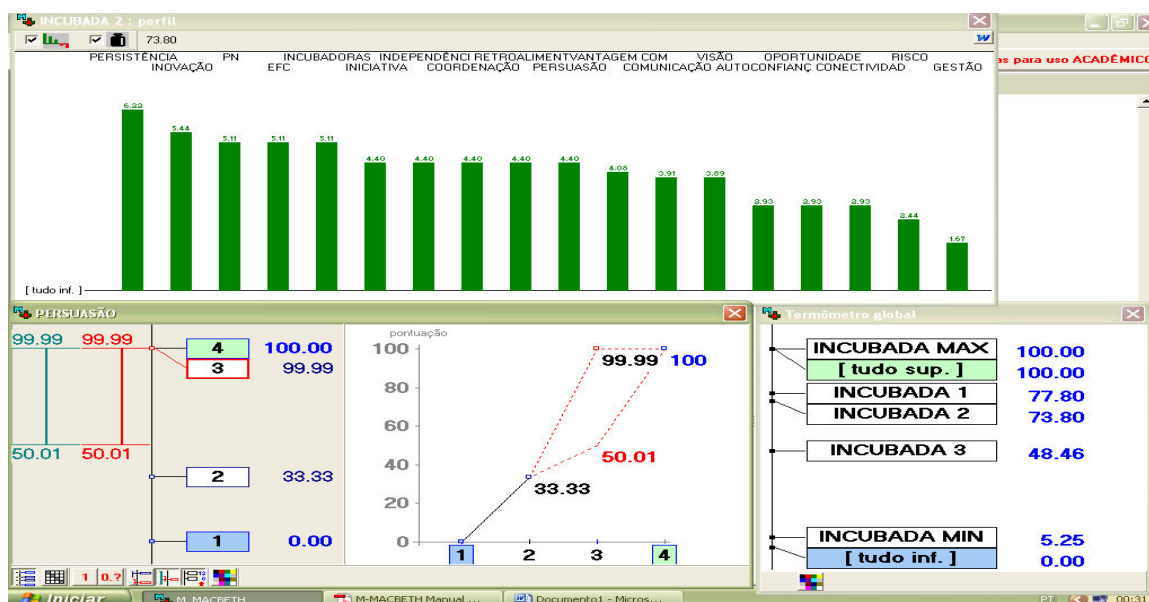 INCUBADA 2 : perfil
73.80
PERSISTÊNCIA PN INCUBADORAS INDEPENDÊNCI RETROALIMENTVANTAGEM COM VISÃO OPORTUNIDADE RISCO
INOVAÇÃO EFC INICIATIVA COORDENAÇÃO PERSUASÃO COMUNICAÇÃO AUTOCONFIANÇ CONECTIVIDAD GESTÃO
as para uso ACADÊMICO
6.22 5.44 5.11 5.11 5.11 4.40 4.40 4.40 4.40 4.40 4.08 3.91 3.89 2.93 2.93 2.93 2.44 1.67
[ tudo inf. ]
PERSUASÃO
99.99 99.99
4 100.00
3 99.99
50.01 50.01
2 33.33
1 0.00
pontuação
100
80
60
40
20
0
99.99 100
50.01
33.33
1 2 3 4
1 0.?
Termômetro global
INCUBADA MAX 100.00
[ tudo sup. ] 100.00
INCUBADA 1 77.80
INCUBADA 2 73.80
INCUBADA 3 48.46
INCUBADA MIN 5.25
[ tudo inf. ] 0.00
Iniciar M_MACBETH M-MACBETH Manual ... Documento1 - Micros... PT 00:31